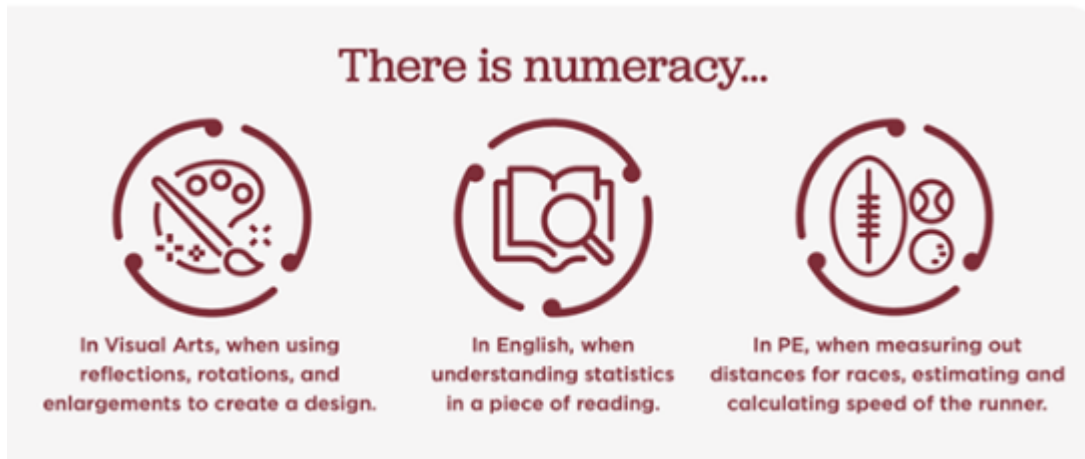 There is numeracy...
In Visual Arts, when using
reflections, rotations, and
enlargements to create a design.
In English, when
understanding statistics
in a piece of reading.
In PE, when measuring out
distances for races, estimating and
calculating speed of the runner.